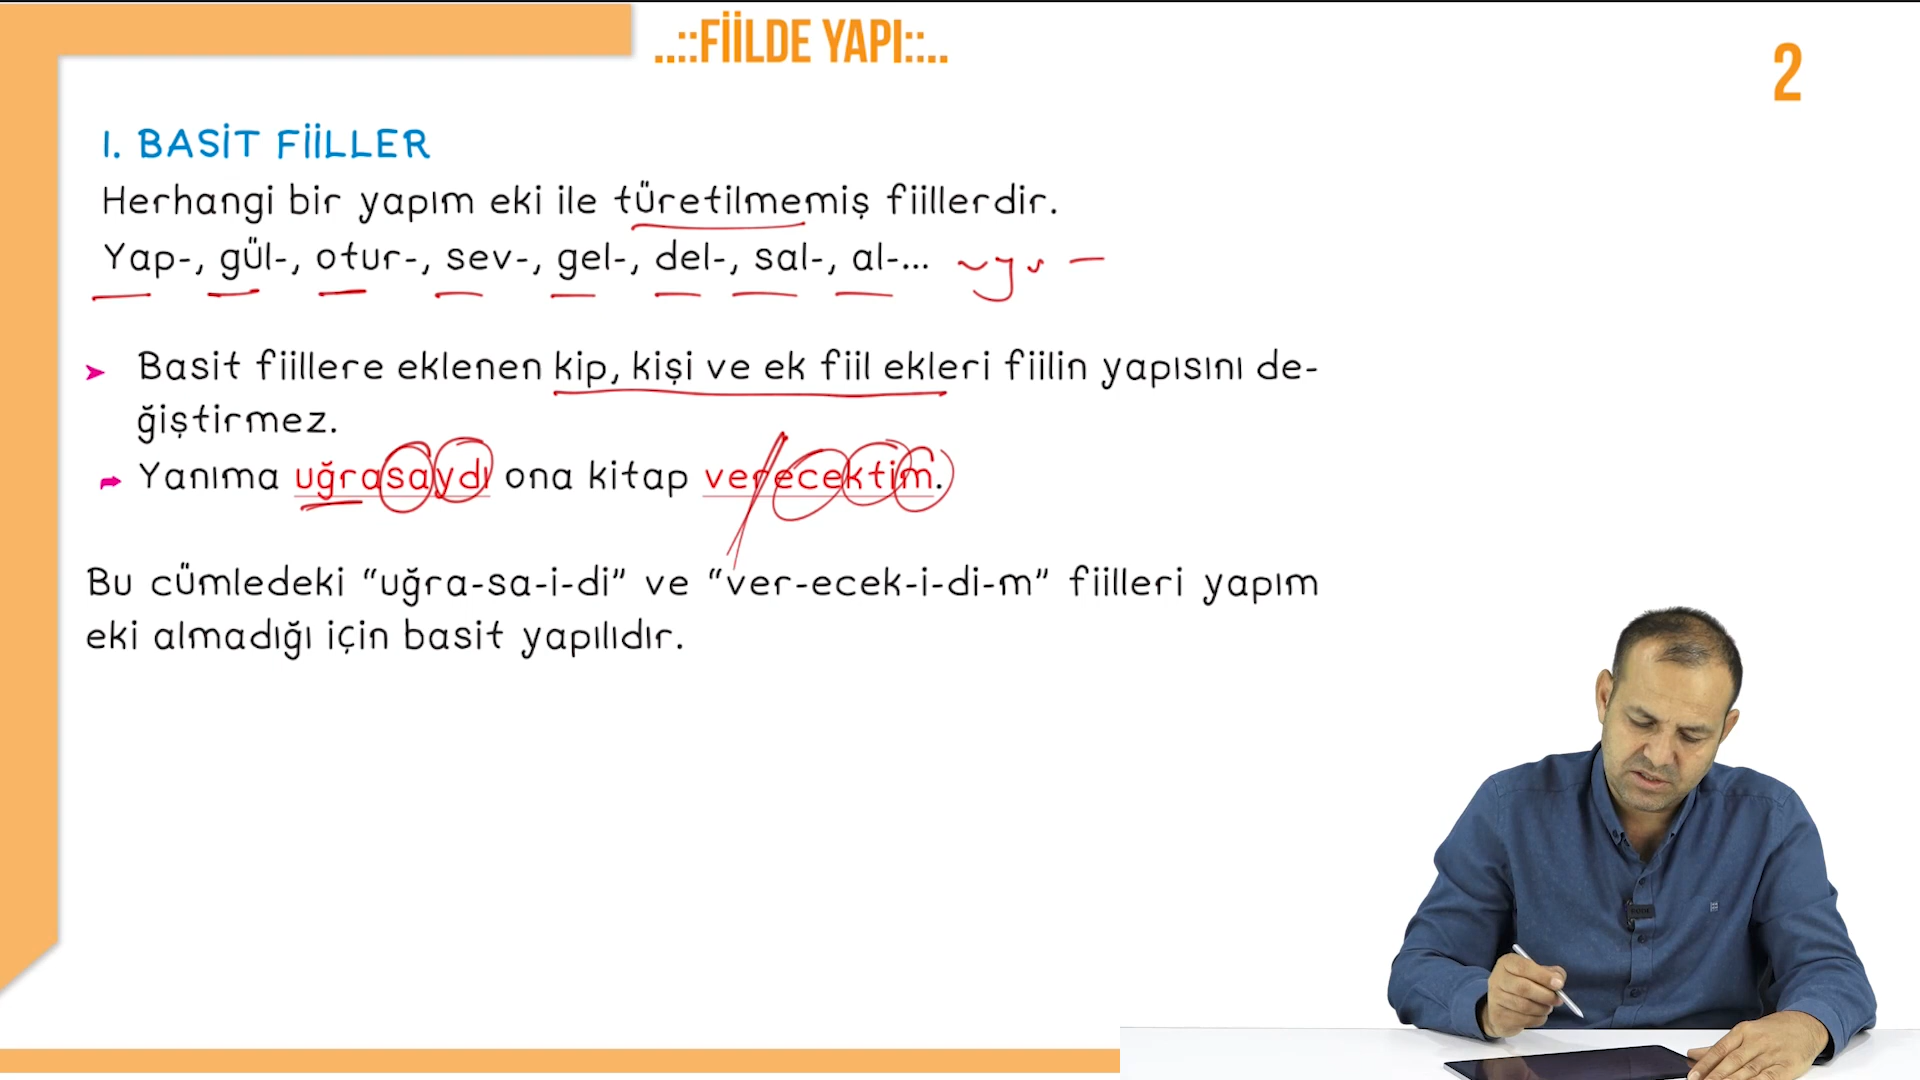 ..::FİİLDE YAPI::..
2
I. BASİT FİİLLER
Herhangi bir yapım eki ile türetilmemiş fiillerdir.
Yap-, gül-, otur-, sev-, gel-, del-, sal-, al-...
Basit fiillere eklenen kip, kişi ve ek fiil ekleri fiilin yapısını de-
ğiştirmez.
Yanıma uğrasaydı ona kitap verecektim.
Bu cümledeki “uğra-sa-i-di” ve “ver-ecek-i-di-m” fiilleri yapım
eki almadığı için basit yapılıdır.